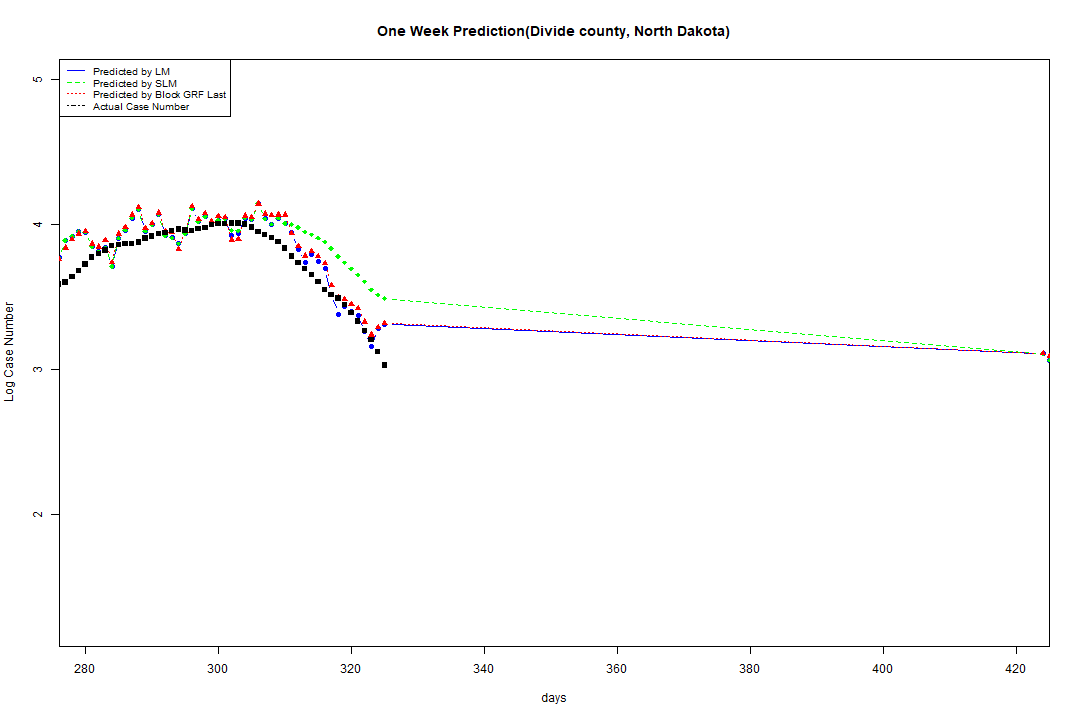 One Week Prediction(Divide county, North Dakota)
Predicted by LM
Predicted by SLM
Predicted by Block GRF Last
Actual Case Number
Log Case Number
5
4
3
2
280 300 320 340 360 380 400 420
days